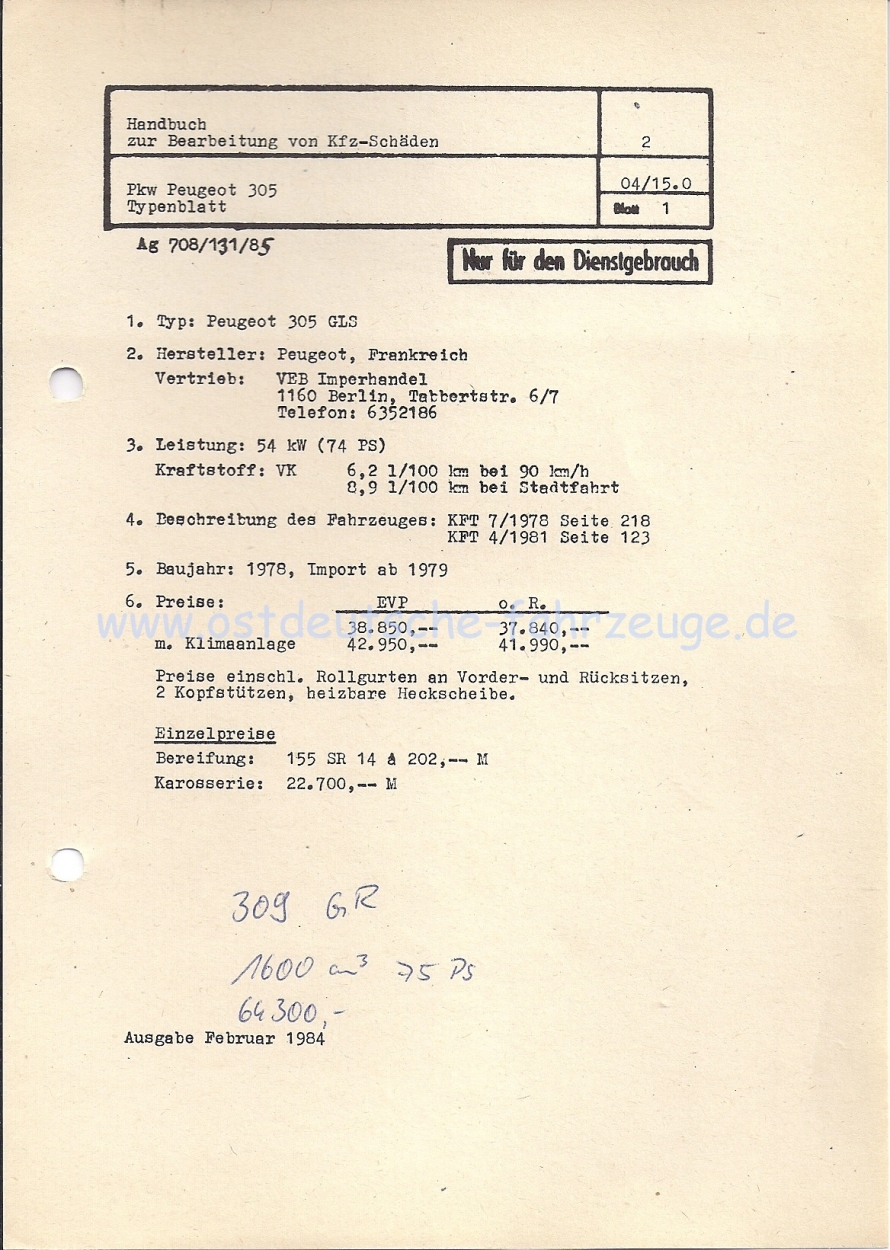 Handbuch
zur Bearbeitung von Kfz-Schäden
2
Pkw Peugeot 305
Typenblatt
04/15.0
Blatt 1
Ag 708/131/85
Nur für den Dienstgebrauch
1. Typ: Peugeot 305 GLS
2. Hersteller: Peugeot, Frankreich
Vertrieb: VEB Imperhandel
1160 Berlin, Tabbertstr. 6/7
Telefon: 6352186
3. Leistung: 54 kW (74 PS)
Kraftstoff: VK 6,2 l/100 km bei 90 km/h
8,9 l/100 km bei Stadtfahrt
4. Beschreibung des Fahrzeuges: KFT 7/1978 Seite 218
KFT 4/1981 Seite 123
5. Baujahr: 1978, Import ab 1979
6. Preise: EVP o. R.
www.ostdeutsche-fahrzeuge.de
38.850,-- 37.840,--
m. Klimaanlage 42.950,-- 41.990,--
Preise einschl. Rollgurten an Vorder- und Rücksitzen,
2 Kopfstützen, heizbare Heckscheibe.
Einzelpreise
Bereifung: 155 SR 14 á 202,-- M
Karosserie: 22.700,-- M
309 GR
1600 cm³ 75 PS
64300,-
Ausgabe Februar 1984